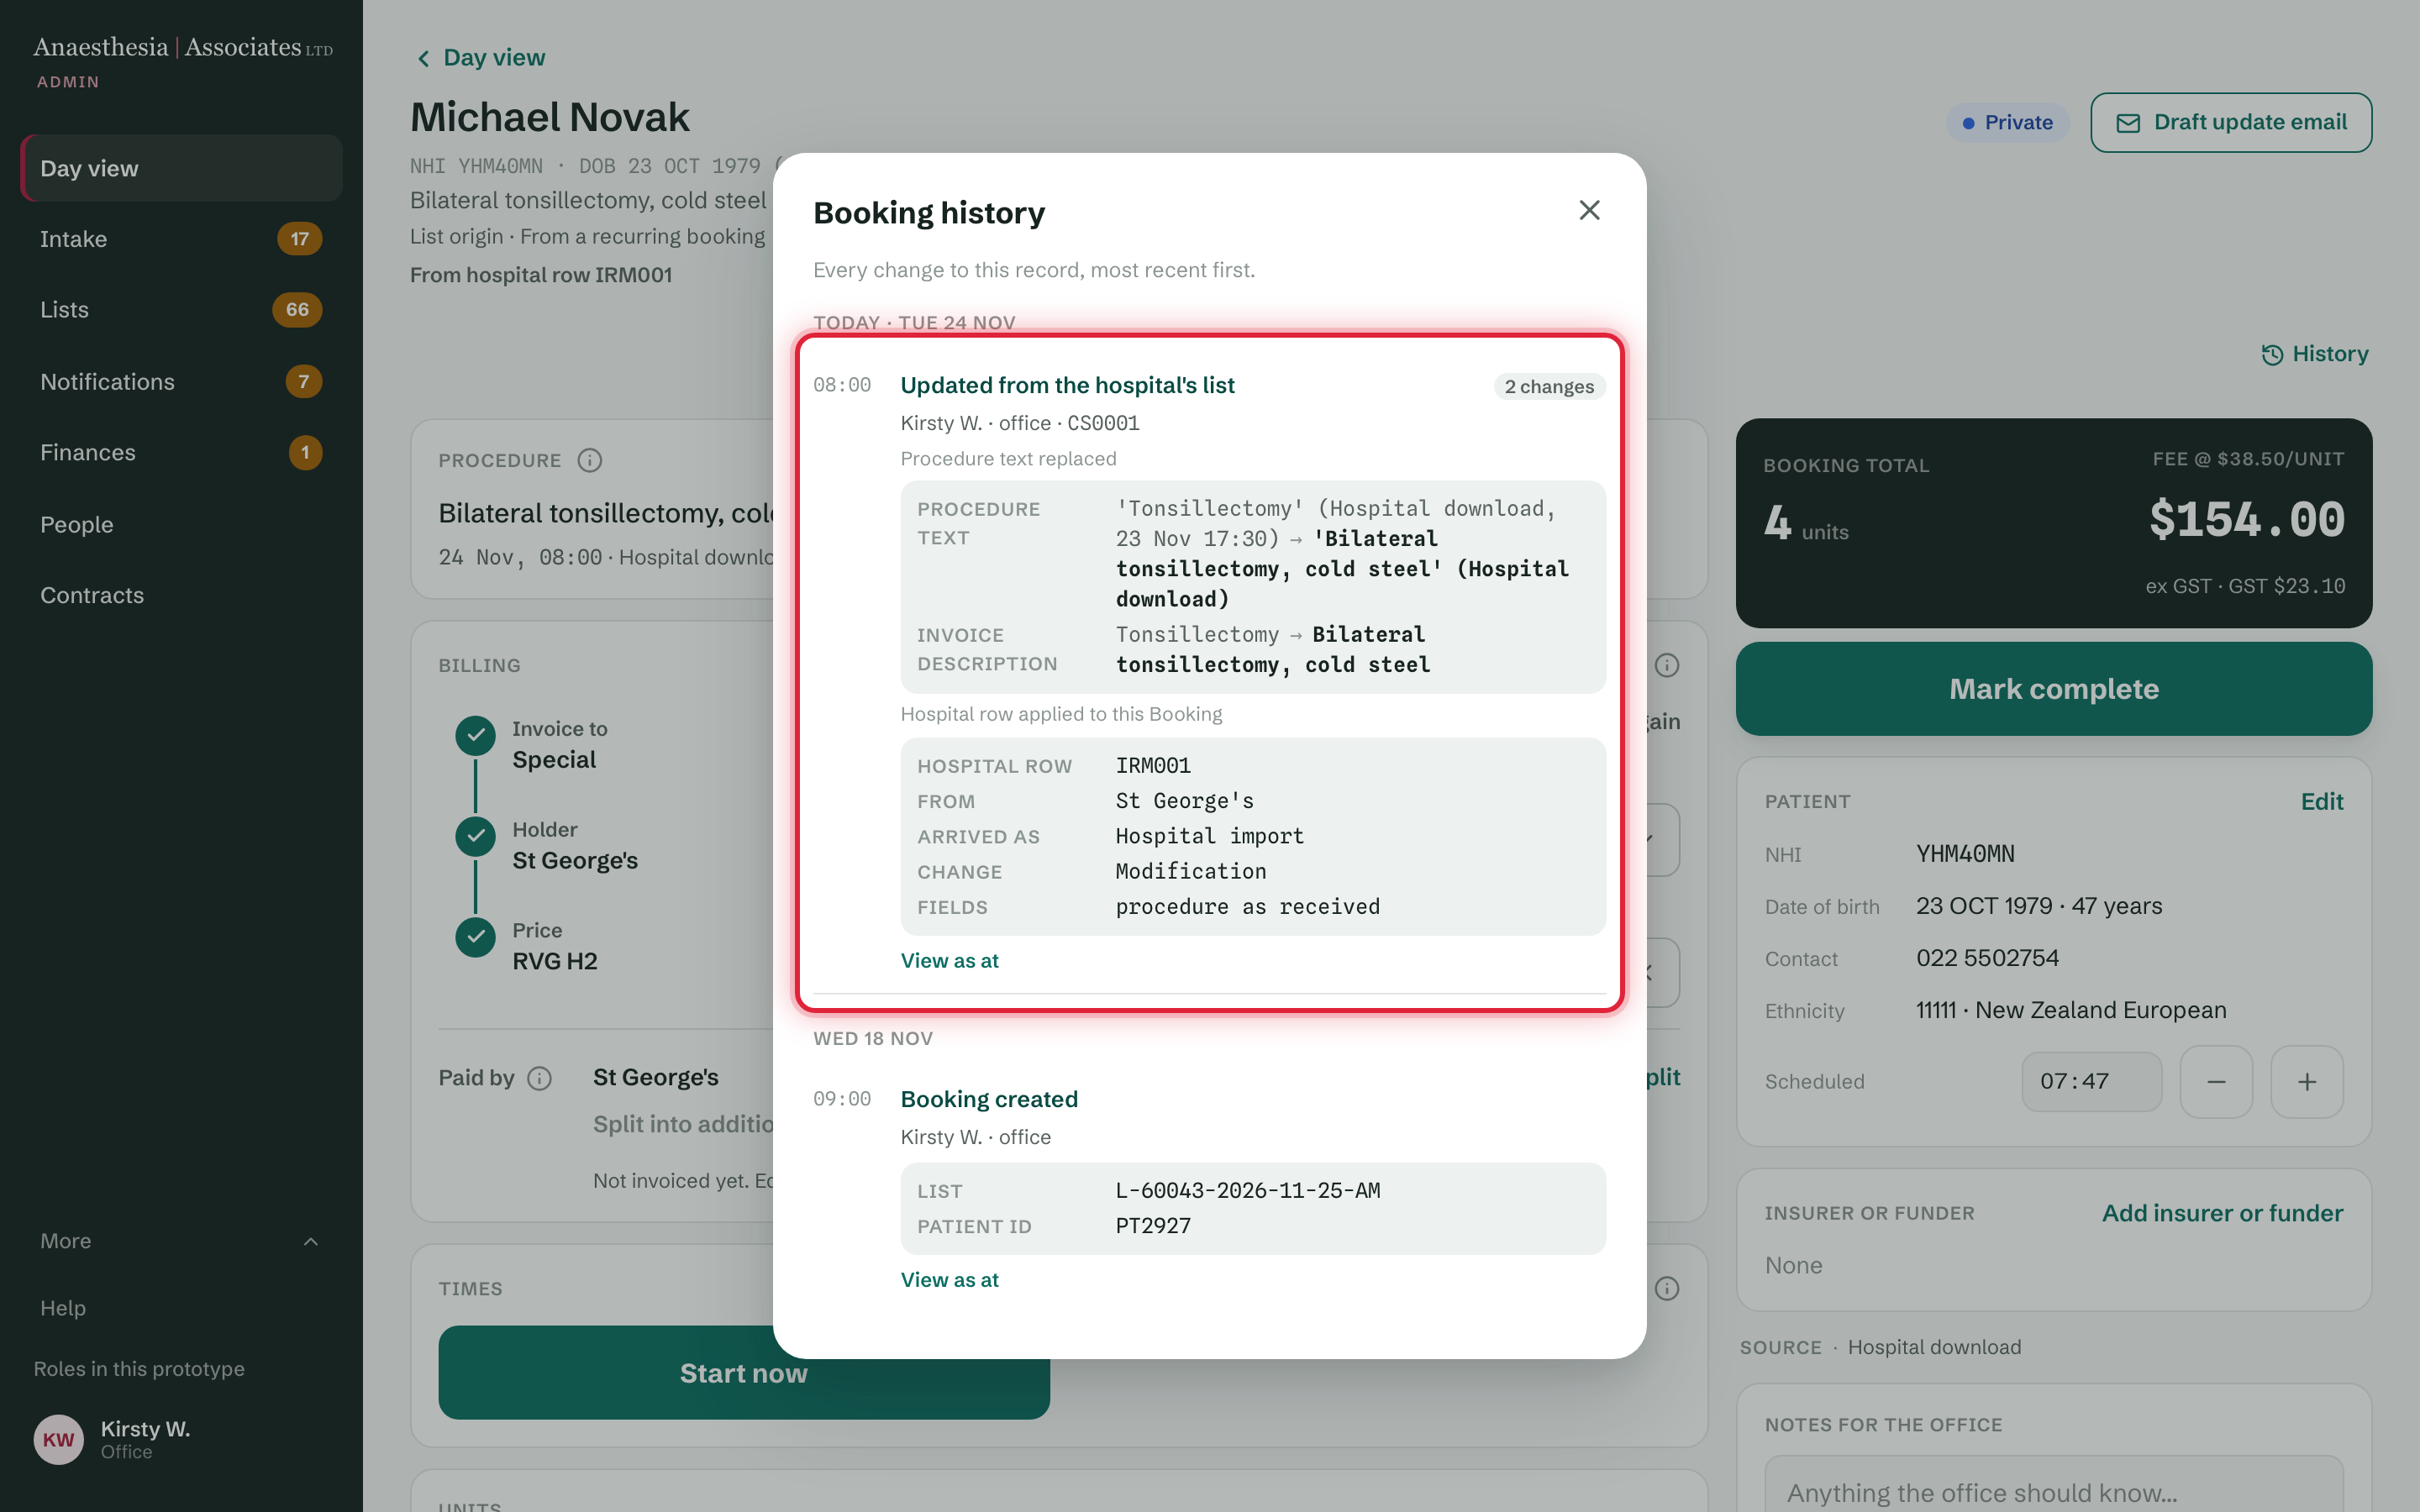 Anaesthesia | Associates LTD
ADMIN
Day view
Intake 17
Lists 66
Notifications 7
Finances 1
People
Contracts
More
Help
Roles in this prototype
KW
Kirsty W.
Office
Day view
Michael Novak
Private
Draft update email
NHI YHM40MN · DOB 23 OCT 1979
Bilateral tonsillectomy, cold steel
List origin · From a recurring booking
From hospital row IRM001
History
PROCEDURE
Bilateral tonsillectomy,
24 Nov, 08:00 · Hospital
BILLING
Invoice to
Special
Holder
St George's
Price
RVG H2
Paid by
St George's
Split into
Not invoiced yet.
TIMES
Start now
UNITS
Booking history
Every change to this record, most recent first.
TODAY · TUE 24 NOV
08:00 Updated from the hospital's list 2 changes
Kirsty W. · office · CS0001
Procedure text replaced
PROCEDURE TEXT
'Tonsillectomy' (Hospital download,
23 Nov 17:30) → 'Bilateral
tonsillectomy, cold steel' (Hospital
download)
INVOICE DESCRIPTION
Tonsillectomy → Bilateral
tonsillectomy, cold steel
Hospital row applied to this Booking
HOSPITAL ROW IRM001
FROM St George's
ARRIVED AS Hospital import
CHANGE Modification
FIELDS procedure as received
View as at
WED 18 NOV
09:00 Booking created
Kirsty W. · office
LIST L-60043-2026-11-25-AM
PATIENT ID PT2927
View as at
BOOKING TOTAL
FEE @ $38.50/UNIT
4 units
$154.00
ex GST · GST $23.10
Mark complete
PATIENT Edit
NHI YHM40MN
Date of birth 23 OCT 1979 · 47 years
Contact 022 5502754
Ethnicity 11111 · New Zealand European
Scheduled 07:47
INSURER OR FUNDER Add insurer or funder
None
SOURCE · Hospital download
NOTES FOR THE OFFICE
Anything the office should know...